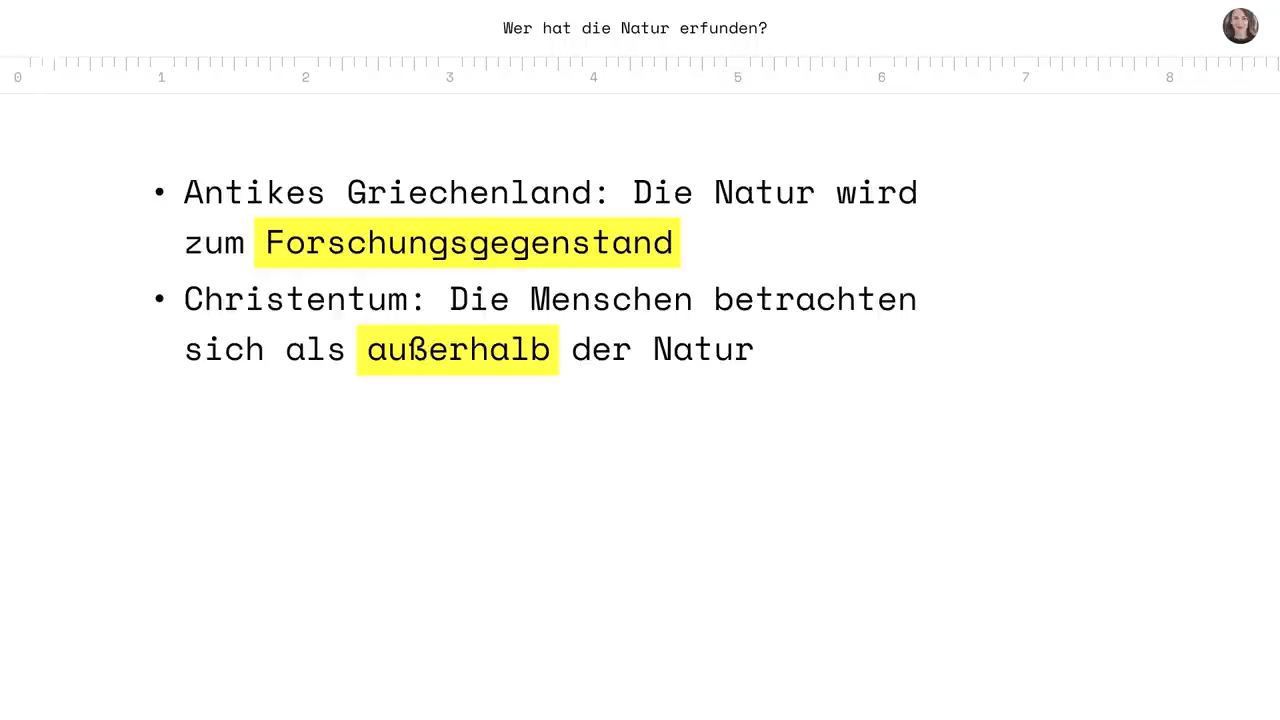 Wer hat die Natur erfunden?
0 1 2 3 4 5 6 7 8
• Antikes Griechenland: Die Natur wird
zum Forschungsgegenstand
• Christentum: Die Menschen betrachten
sich als außerhalb der Natur